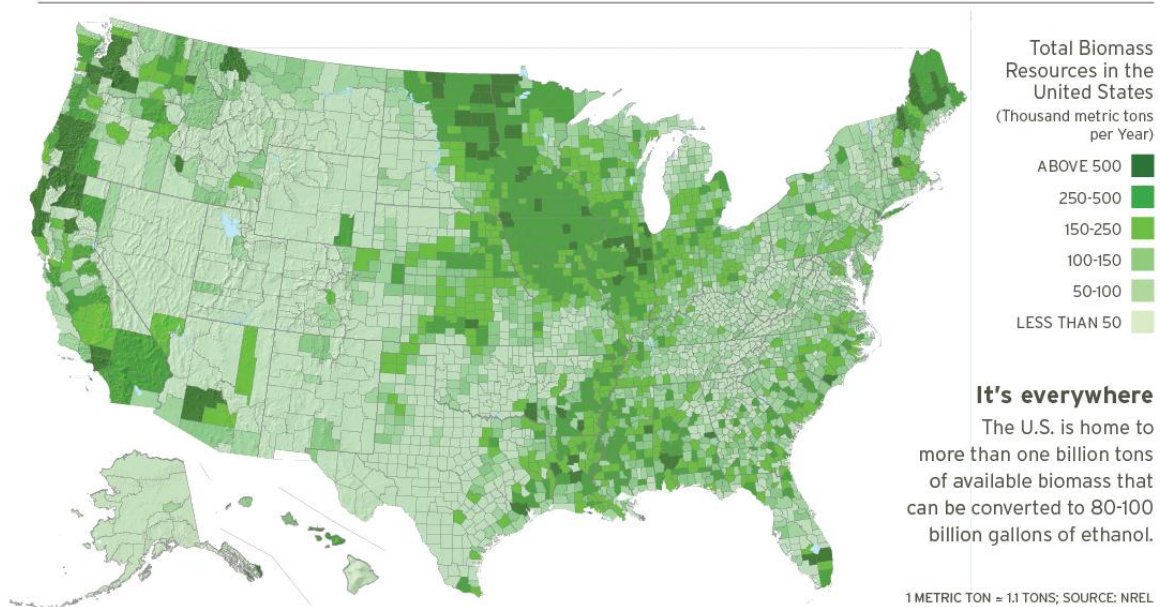 Total Biomass
Resources in the
United States
(Thousand metric tons
per Year)
ABOVE 500
250-500
150-250
100-150
50-100
LESS THAN 50
It's everywhere
The U.S. is home to
more than one billion tons
of available biomass that
can be converted to 80-100
billion gallons of ethanol.
1 METRIC TON = 1.1 TONS; SOURCE: NREL